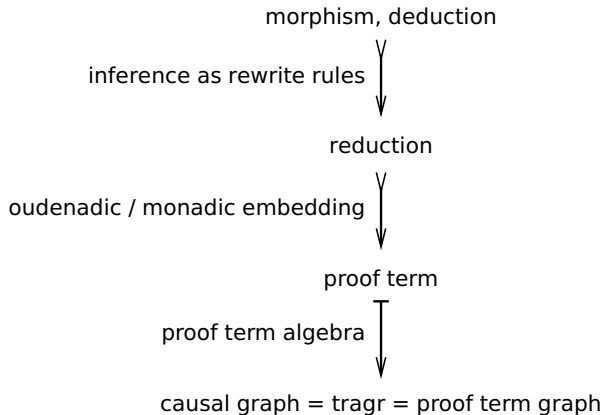 morphism, deduction
inference as rewrite rules
reduction
oudenadic / monadic embedding
proof term
proof term algebra
causal graph = tragr = proof term graph